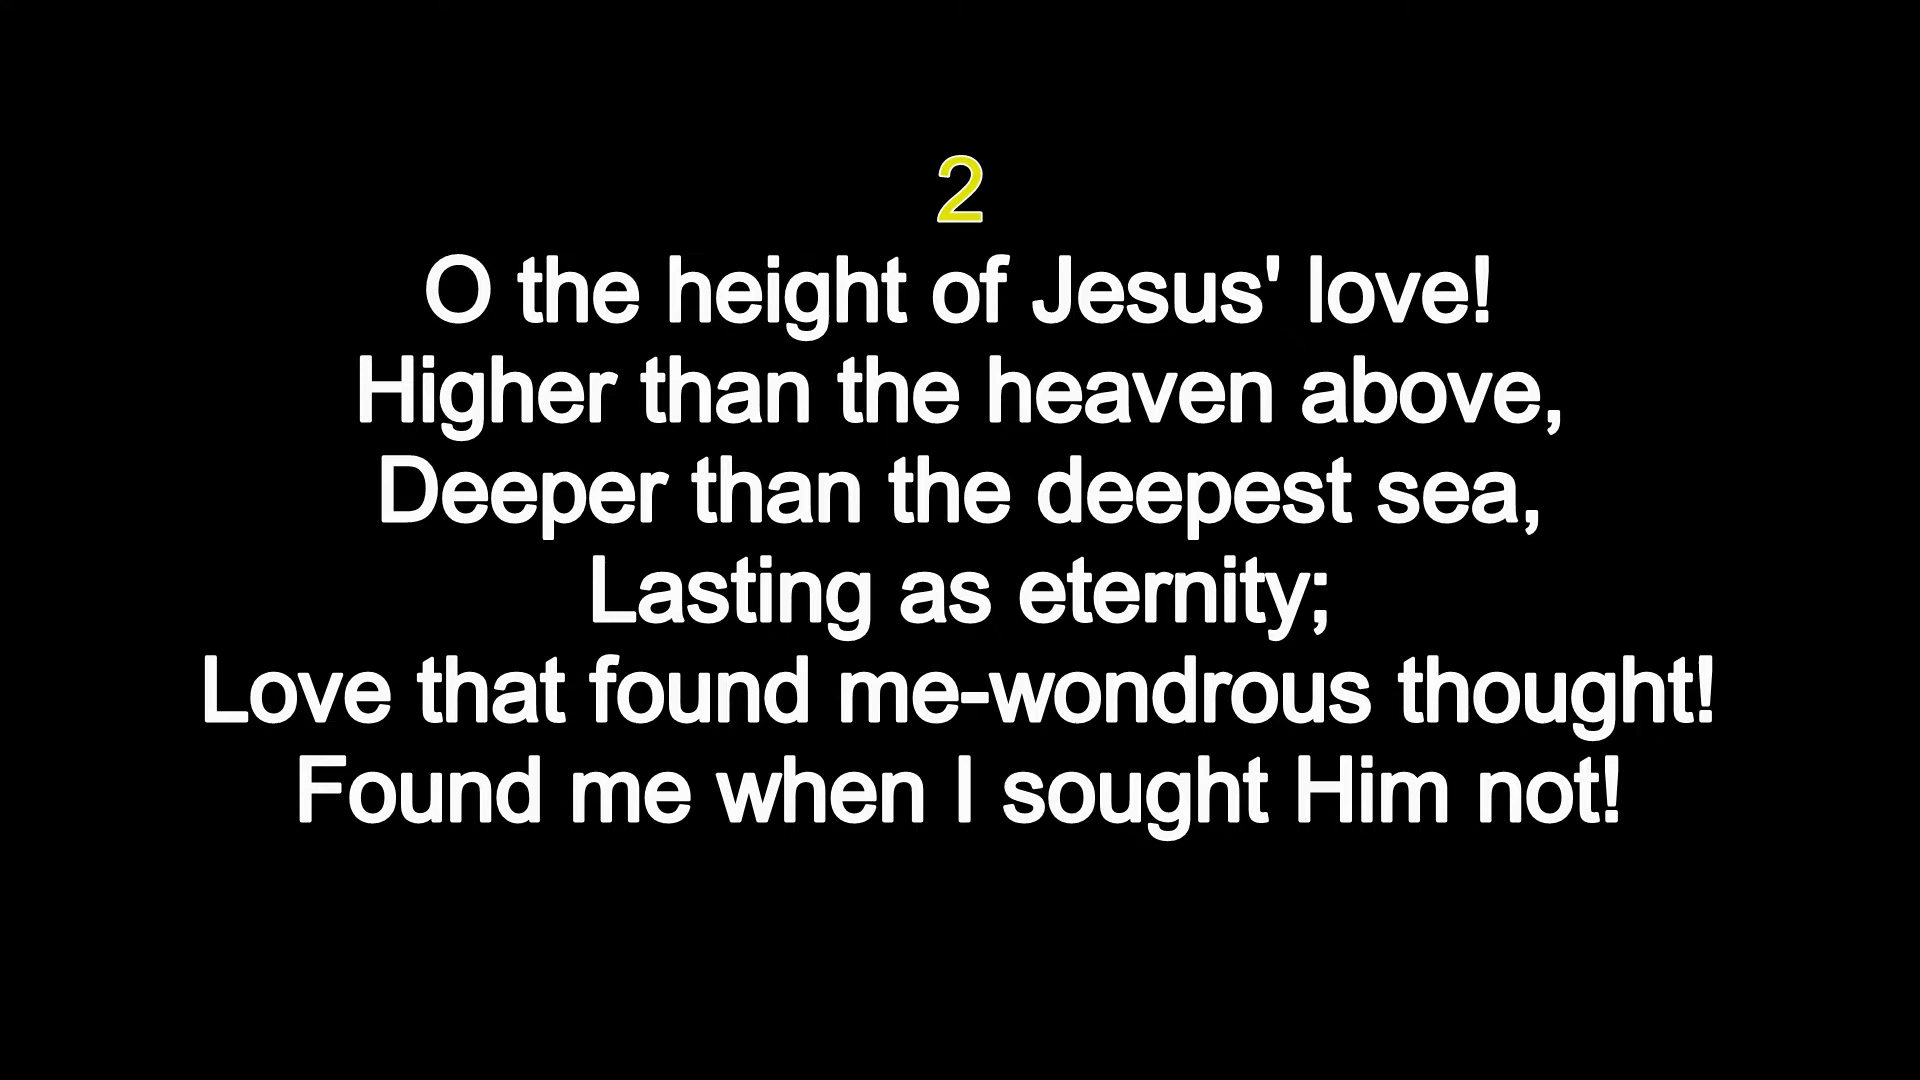 2
O the height of Jesus' love!
Higher than the heaven above,
Deeper than the deepest sea,
Lasting as eternity;
Love that found me-wondrous thought!
Found me when I sought Him not!